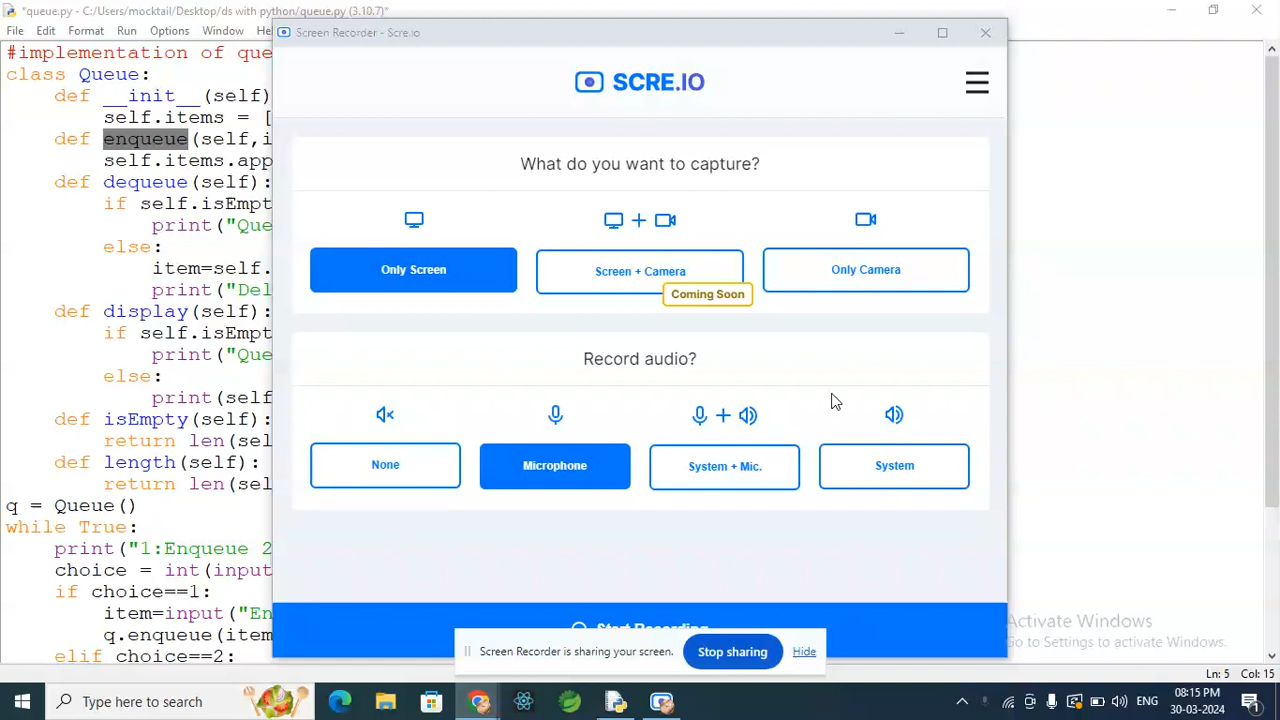 *queue.py - C:/Users/mocktail/Desktop/ds with python/queue.py (3.10.7)*
File Edit Format Run Options Window He
#implementation of que
class Queue:
def __init__(self)
self.items = [
def enqueue(self,i
self.items.app
def dequeue(self):
if self.isEmpt
print("Que
else:
item=self.
print("Del
def display(self):
if self.isEmpt
print("Que
else:
print(self
def isEmpty(self):
return len(sel
def length(self):
return len(sel
q = Queue()
while True:
print("1:Enqueue 2
choice = int(input
if choice==1:
item=input("En
q.enqueue(item
elif choice==2:
Screen Recorder - Scre.io
SCRE.IO
What do you want to capture?
Only Screen
Screen + Camera
Only Camera
Coming Soon
Record audio?
None
Microphone
System + Mic.
System
Start Recording
Screen Recorder is sharing your screen. Stop sharing Hide
Activate Windows
Go to Settings to activate Windows.
Ln: 5 Col: 15
Type here to search
ENG
08:15 PM
30-03-2024
1